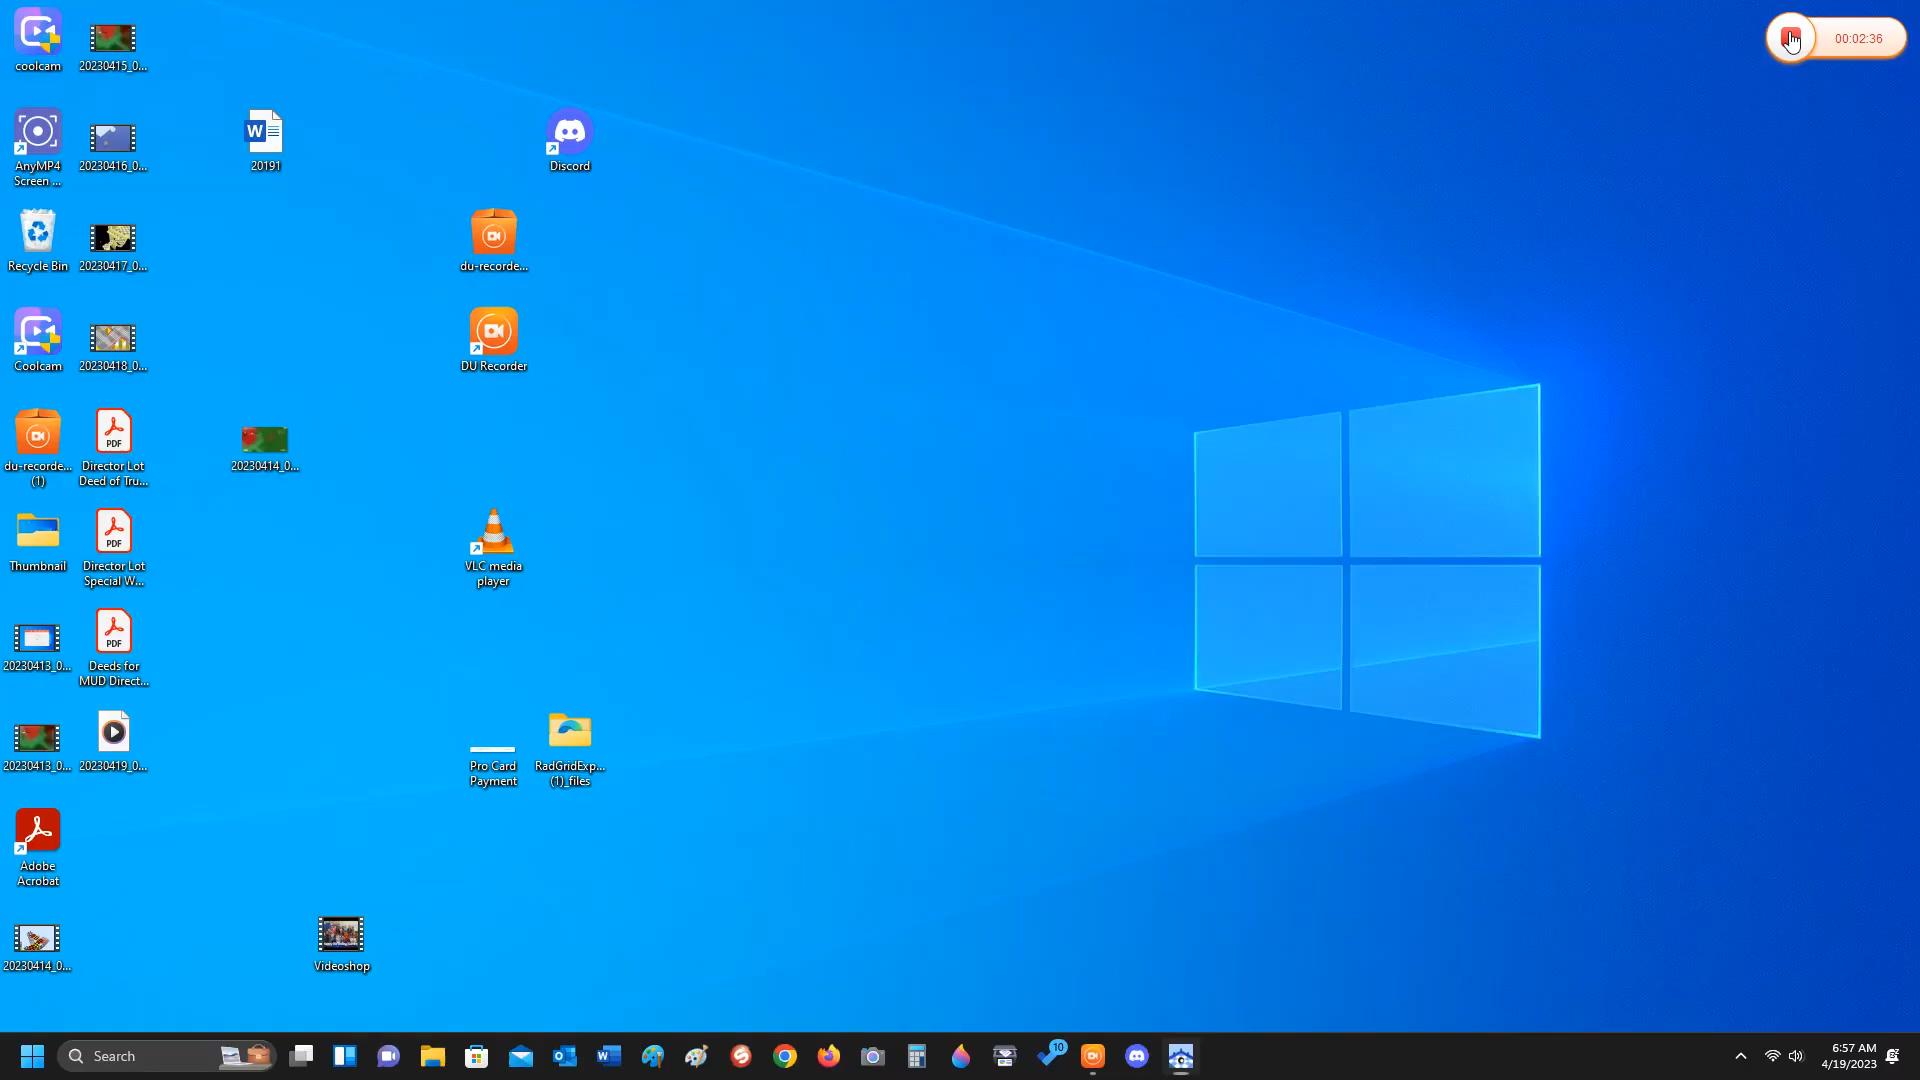 coolcam
20230415_0...
00:02:36
AnyMP4
Screen ...
20230416_0...
20191
Discord
Recycle Bin
20230417_0...
du-recorde...
Coolcam
20230418_0...
DU Recorder
du-recorde...
(1)
PDF
Director Lot
Deed of Tru...
20230414_0...
Thumbnail
PDF
Director Lot
Special W...
VLC media
player
20230413_0...
PDF
Deeds for
MUD Direct...
20230413_0...
20230419_0...
Pro Card
Payment
RadGridExp...
(1)_files
Adobe
Acrobat
20230414_0...
Videoshop
Search
10
6:57 AM
4/19/2023